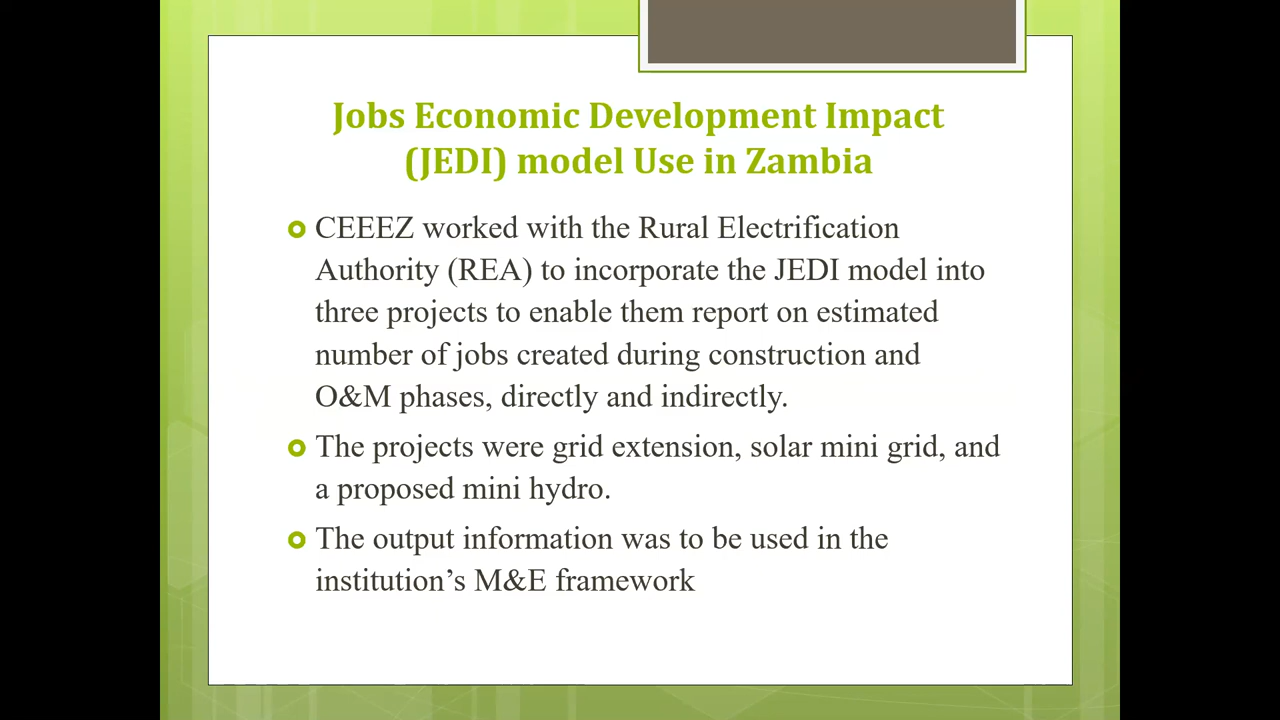 Jobs Economic Development Impact
(JEDI) model Use in Zambia
CEEEZ worked with the Rural Electrification
Authority (REA) to incorporate the JEDI model into
three projects to enable them report on estimated
number of jobs created during construction and
O&M phases, directly and indirectly.
The projects were grid extension, solar mini grid, and
a proposed mini hydro.
The output information was to be used in the
institution’s M&E framework